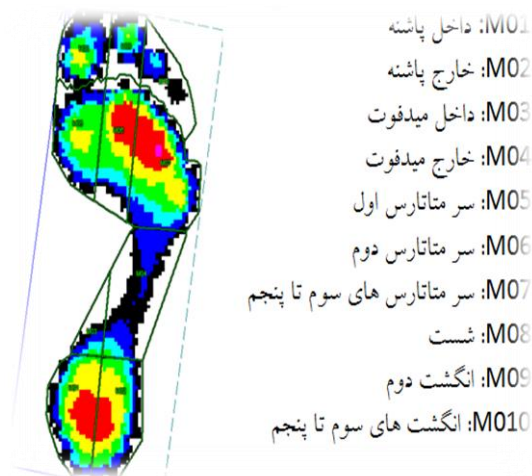 M01: داخل پاشنه
M02: خارج پاشنه
M03: داخل میدفوت
M04: خارج میدفوت
M05: سر متاتارس اول
M06: سر متاتارس دوم
M07: سر متاتارس های سوم تا پنجم
M08: شست
M09: انگشت دوم
M010: انگشت های سوم تا پنجم